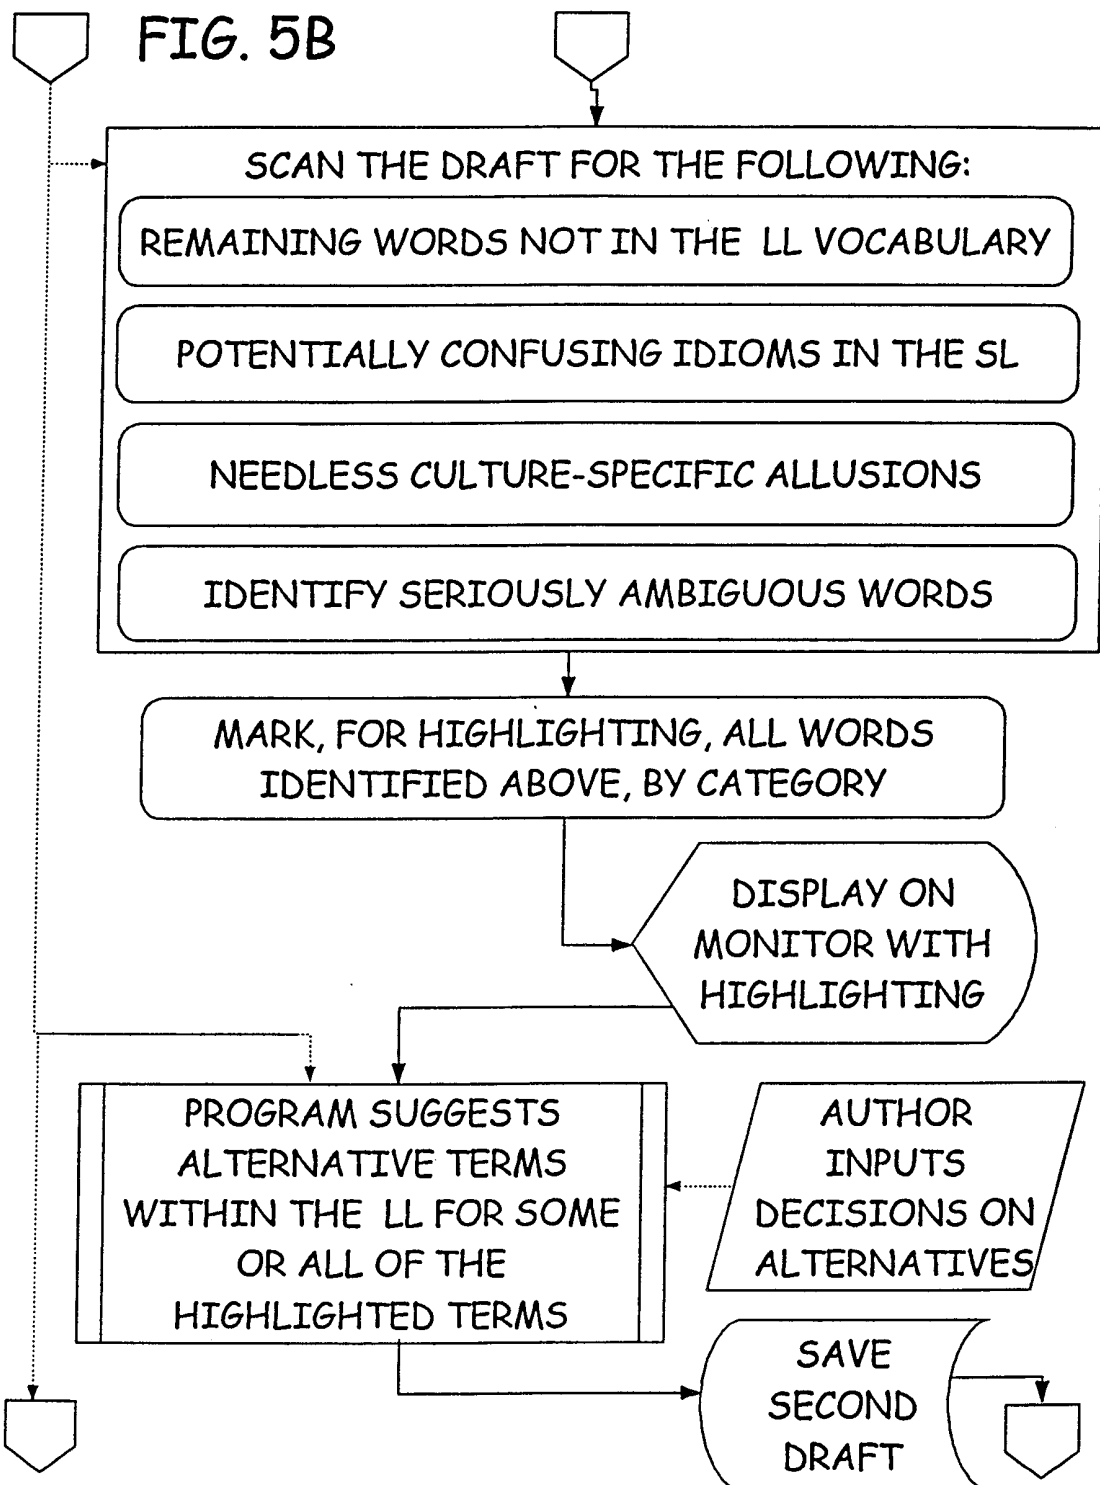 FIG. 5B
SCAN THE DRAFT FOR THE FOLLOWING:
REMAINING WORDS NOT IN THE LL VOCABULARY
POTENTIALLY CONFUSING IDIOMS IN THE SL
NEEDLESS CULTURE-SPECIFIC ALLUSIONS
IDENTIFY SERIOUSLY AMBIGUOUS WORDS
MARK, FOR HIGHLIGHTING, ALL WORDS
IDENTIFIED ABOVE, BY CATEGORY
DISPLAY ON
MONITOR WITH
HIGHLIGHTING
PROGRAM SUGGESTS
ALTERNATIVE TERMS
WITHIN THE LL FOR SOME
OR ALL OF THE
HIGHLIGHTED TERMS
AUTHOR
INPUTS
DECISIONS ON
ALTERNATIVES
SAVE
SECOND
DRAFT